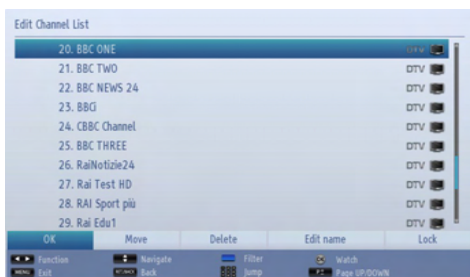 Edit Channel List
20. BBC ONE DTV
21. BBC TWO DTV
22. BBC NEWS 24 DTV
23. BBCi DTV
24. CBBC Channel DTV
25. BBC THREE DTV
26. RaiNotizie24 DTV
27. Rai Test HD DTV
28. RAI Sport più DTV
29. Rai Edu1 DTV
OK Move Delete Edit name Lock
Function Navigate Filter Watch
MENU Exit Back Jump Page UP/DOWN